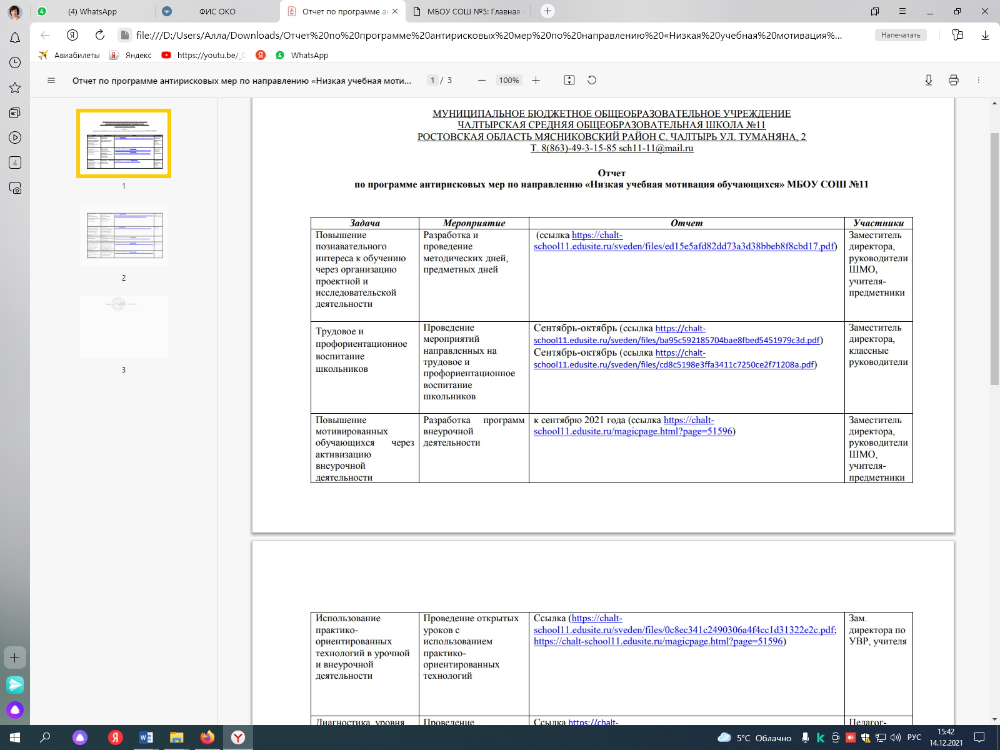 (4) WhatsApp
ФИС ОКО
Отчет по программе ан
МБОУ СОШ №5: Главная
file:///D:/Users/Алла/Downloads/Отчет%20по%20программе%20антирисковых%20мер%20по%20направлению%20«Низкая%20учебная%20мотивация%...
Напечатать
Авиабилеты
Яндекс
https://youtu.be/_0
WhatsApp
Отчет по программе антирисковых мер по направлению «Низкая учебная моти...
1 / 3
100%
1
2
3
4
МУНИЦИПАЛЬНОЕ БЮДЖЕТНОЕ ОБЩЕОБРАЗОВАТЕЛЬНОЕ УЧРЕЖДЕНИЕ
ЧАЛТЫРСКАЯ СРЕДНЯЯ ОБЩЕОБРАЗОВАТЕЛЬНАЯ ШКОЛА №11
РОСТОВСКАЯ ОБЛАСТЬ МЯСНИКОВСКИЙ РАЙОН С. ЧАЛТЫРЬ УЛ. ТУМАНЯНА, 2
Т. 8(863)-49-3-15-85 sch11-11@mail.ru
Отчет
по программе антирисковых мер по направлению «Низкая учебная мотивация обучающихся» МБОУ СОШ №11
Задача
Мероприятие
Отчет
Участники
Повышение
познавательного
интереса к обучению
через организацию
проектной и
исследовательской
деятельности
Разработка и
проведение
методических дней,
предметных дней
(ссылка https://chalt-
school11.edusite.ru/sveden/files/ed15e5afd82dd73a3d38bbeb8f8cbd17.pdf)
Заместитель
директора,
руководители
ШМО,
учителя-
предметники
Трудовое и
профориентационное
воспитание
школьников
Проведение
мероприятий
направленных на
трудовое и
профориентационное
воспитание
школьников
Сентябрь-октябрь (ссылка https://chalt-
school11.edusite.ru/sveden/files/ba95c592185704bae8fbed5451979c3d.pdf)
Сентябрь-октябрь (ссылка https://chalt-
school11.edusite.ru/sveden/files/cd8c5198e3ffa3411c7250ce2f71208a.pdf)
Заместитель
директора,
классные
руководители
Повышение
мотивированных
обучающихся через
активизацию
внеурочной
деятельности
Разработка программ
внеурочной
деятельности
к сентябрю 2021 года (ссылка https://chalt-
school11.edusite.ru/magicpage.html?page=51596)
Заместитель
директора,
руководители
ШМО,
учителя-
предметники
Использование
практико-
ориентированных
технологий в урочной
и внеурочной
деятельности
Проведение открытых
уроков с
использованием
практико-
ориентированных
технологий
Ссылка (https://chalt-
school11.edusite.ru/sveden/files/0c8ec341c2490306a4f4cc1d31322e2c.pdf;
https://chalt-school11.edusite.ru/magicpage.html?page=51596)
Зам.
директора по
УВР, учителя
Диагностика уровня
Проведение
Ссылка https://chalt-
Педагог-
5°C Облачно
РУС
15:42
14.12.2021